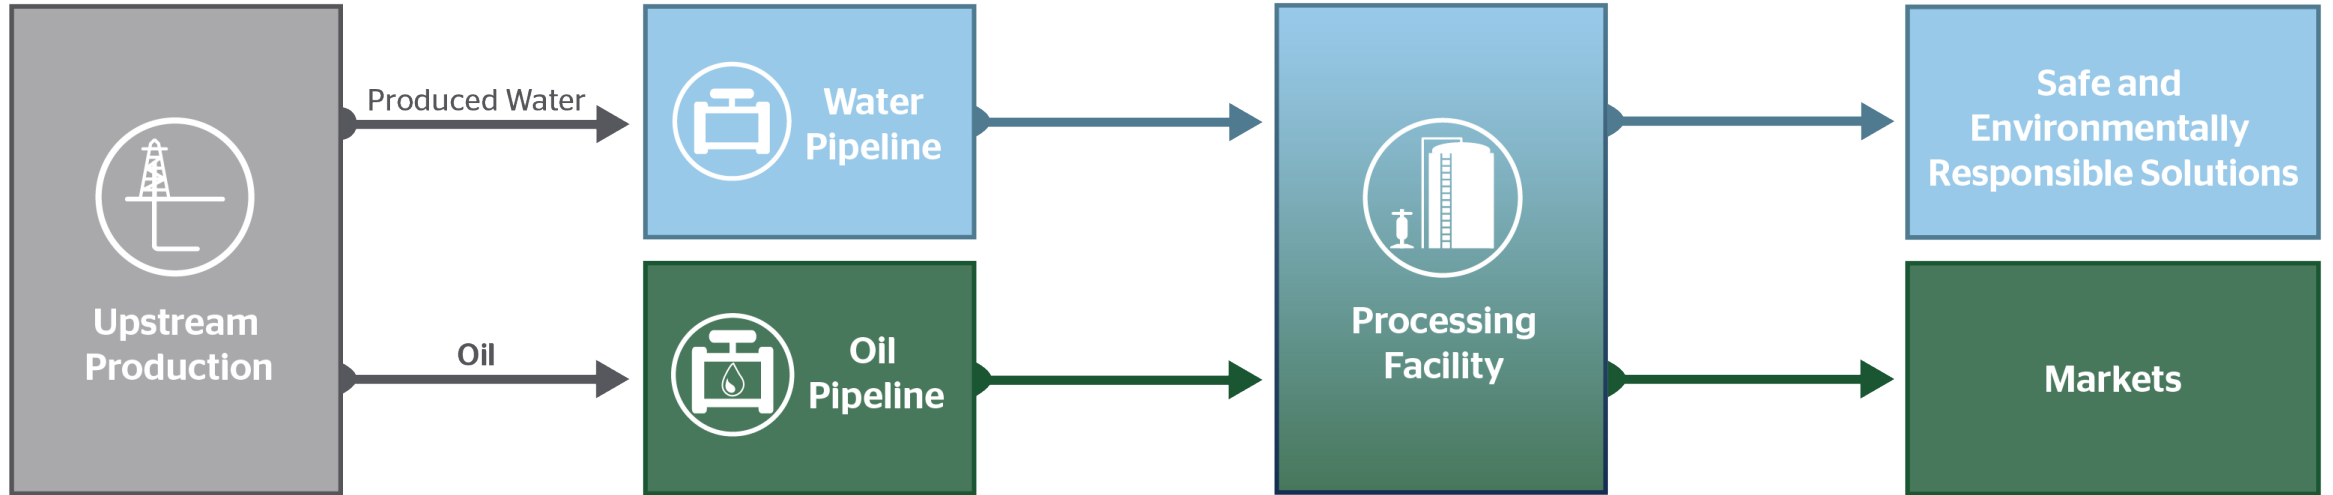 Upstream
Production
Produced Water
Oil
Water
Pipeline
Oil
Pipeline
Processing
Facility
Safe and
Environmentally
Responsible Solutions
Markets